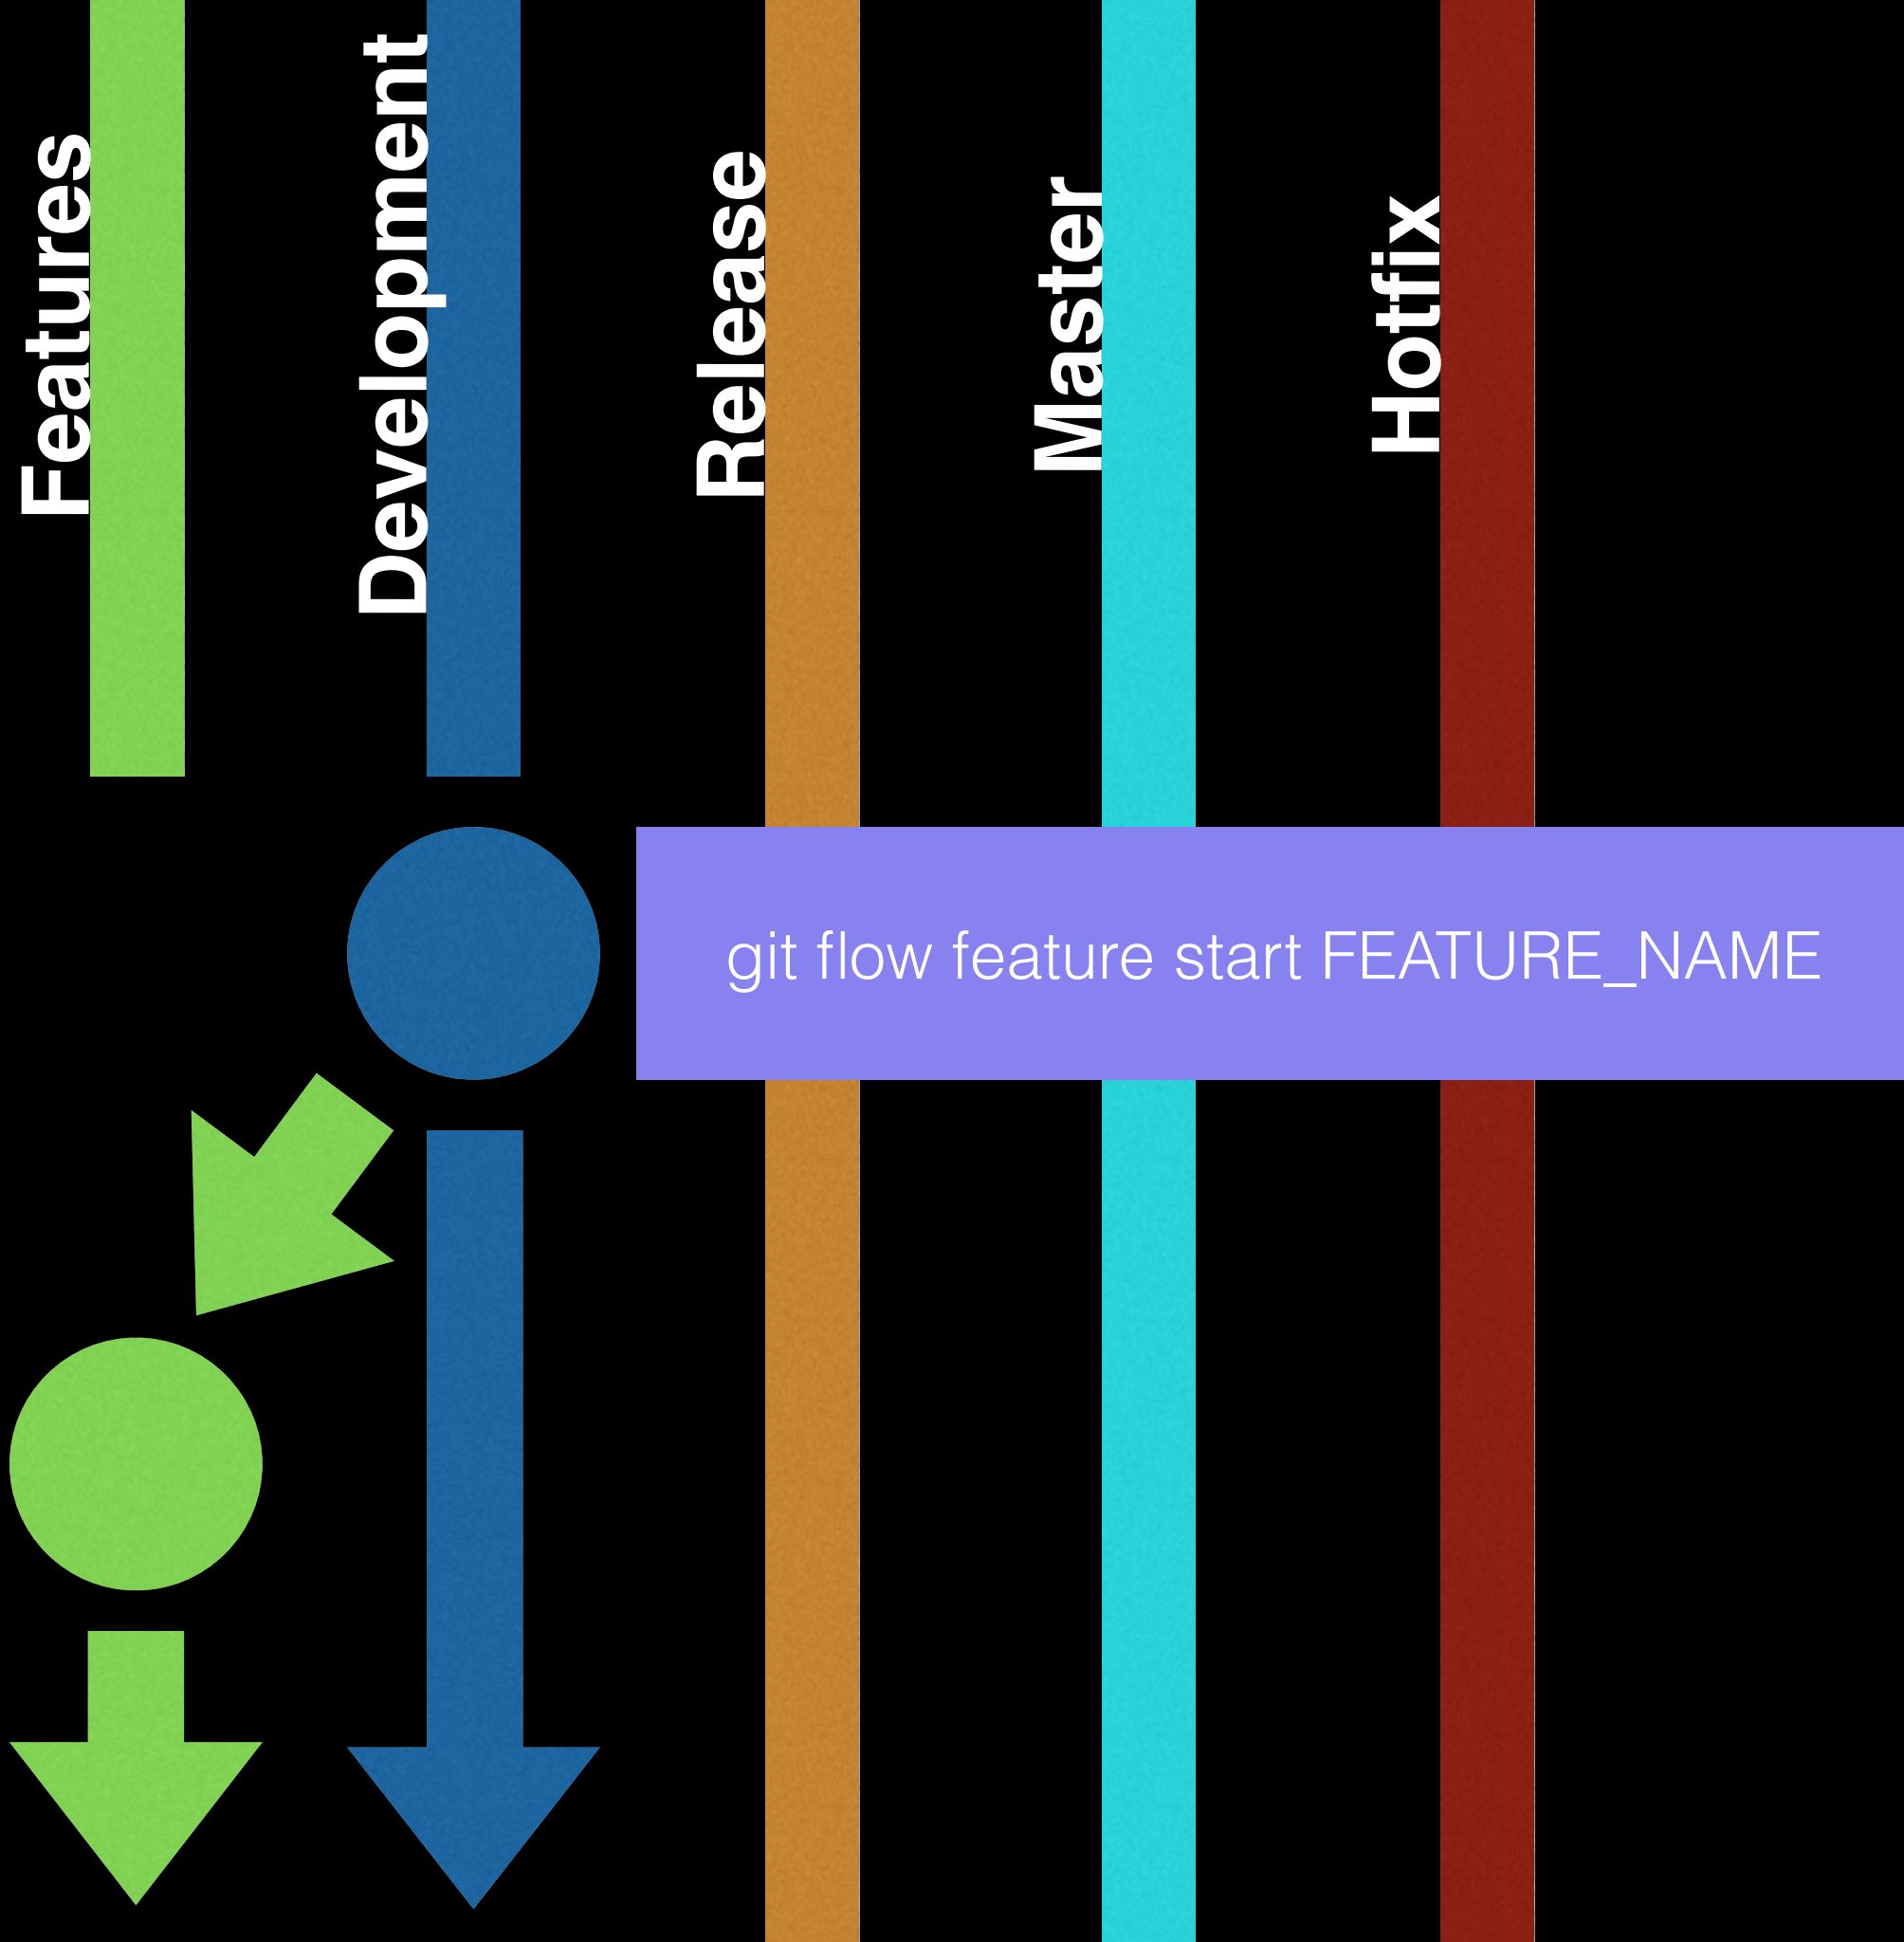 Features
Development
Release
Master
Hotfix
git flow feature start FEATURE_NAME